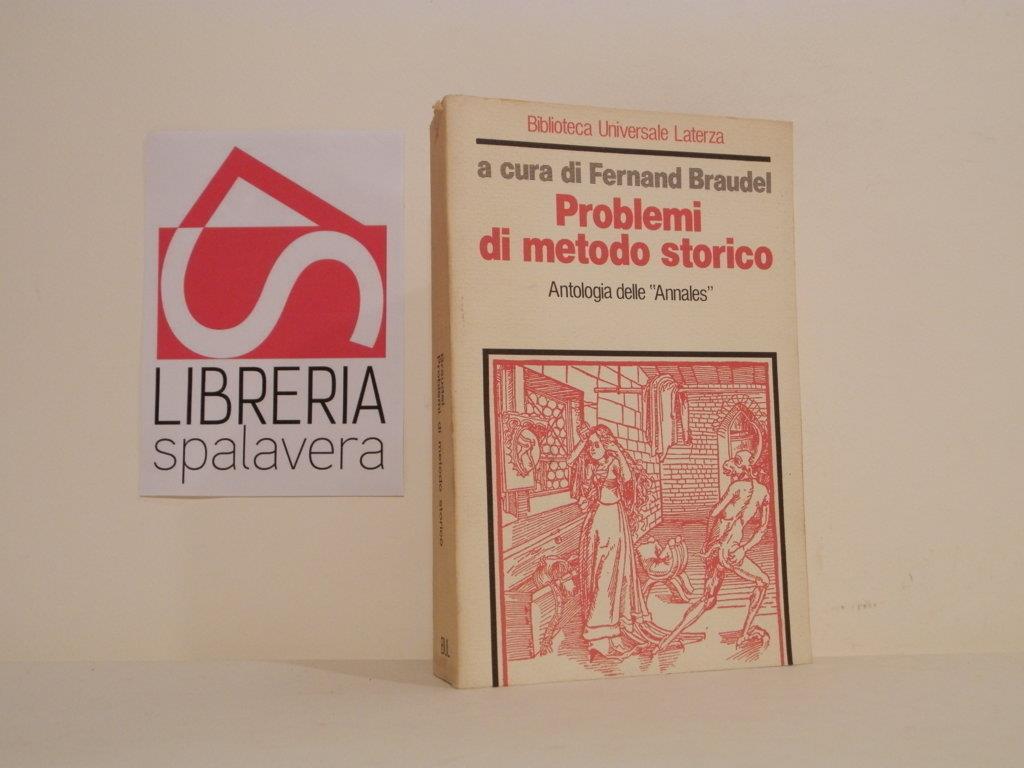 LIBRERIA
spalavera
Biblioteca Universale Laterza
a cura di Fernand Braudel
Problemi
di metodo storico
Antologia delle "Annales"
Braudel
Problemi di metodo storico
BUL